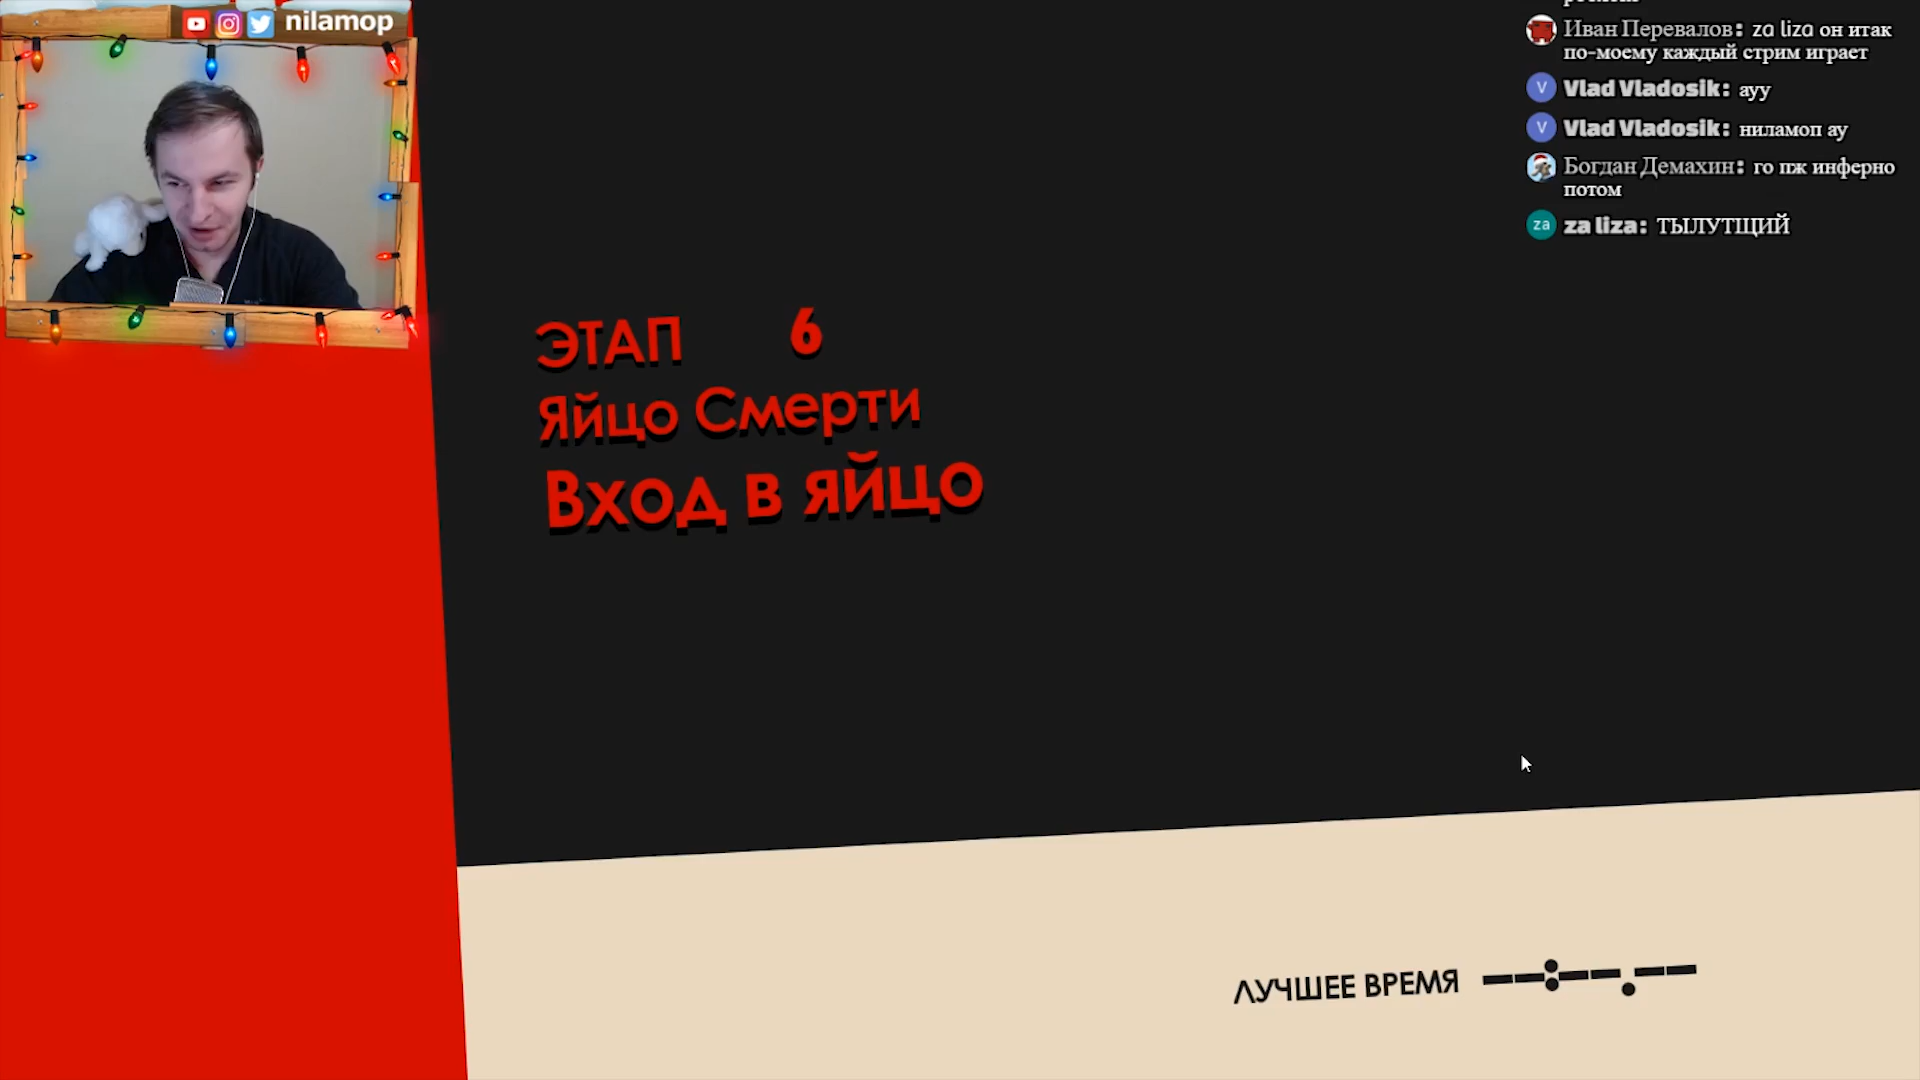 nilamop
Иван Перевалов: za liza он итак
по-моему каждый стрим играет
Vlad Vladosik: ауу
Vlad Vladosik: ниламоп ау
Богдан Демахин: го пж инферно
потом
za liza: ТЫЛУТЩИЙ
ЭТАП 6
Яйцо Смерти
Вход в яйцо
ЛУЧШЕЕ ВРЕМЯ --:--.--